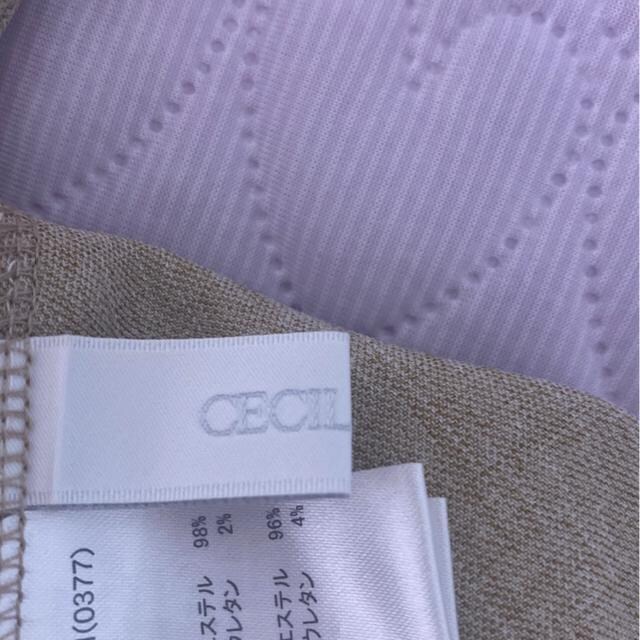 CECIL
(0377)
エステル 98%
ウレタン 2%
エステル 96%
ウレタン 4%